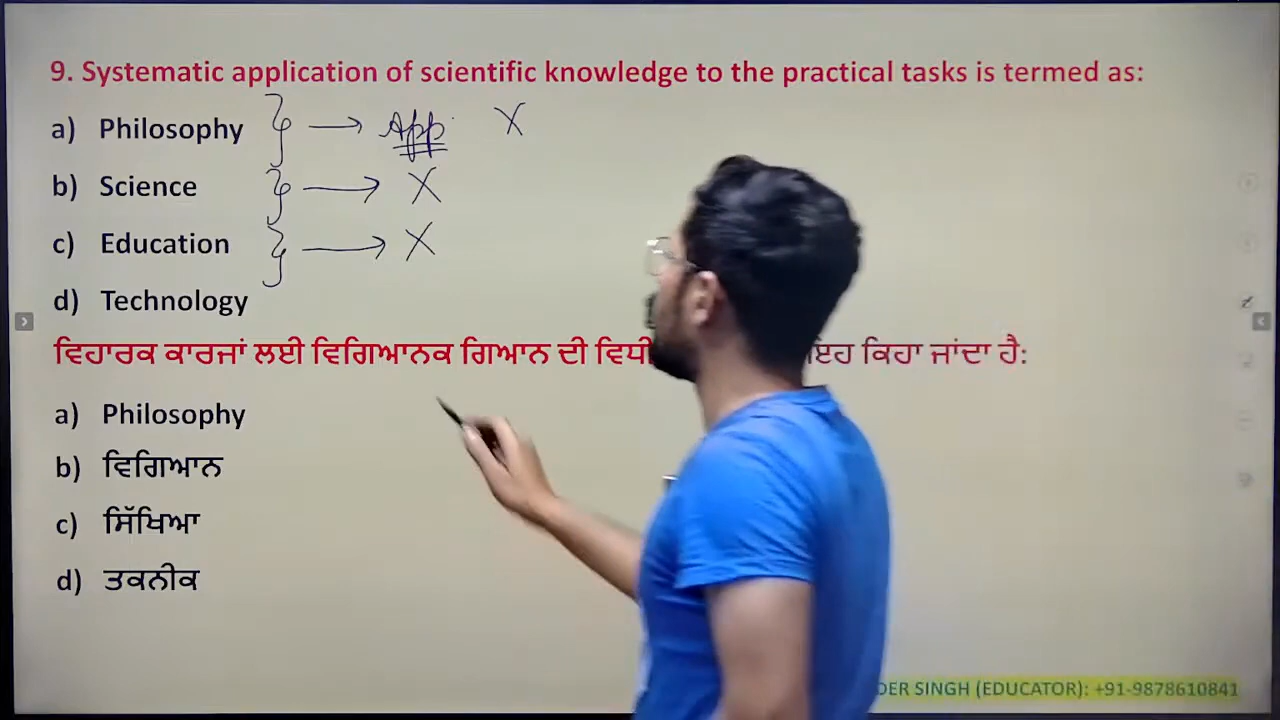 9. Systematic application of scientific knowledge to the practical tasks is termed as:
a) Philosophy → App X
b) Science → X
c) Education → X
d) Technology
ਵਿਹਾਰਕ ਕਾਰਜਾਂ ਲਈ ਵਿਗਿਆਨਕ ਗਿਆਨ ਦੀ ਇਹ ਕਿਹਾ ਜਾਂਦਾ ਹੈ:
a) Philosophy
b) ਵਿਗਿਆਨ
c) ਸਿੱਖਿਆ
d) ਤਕਨੀਕ
DER SINGH (EDUCATOR): +91-9878610841